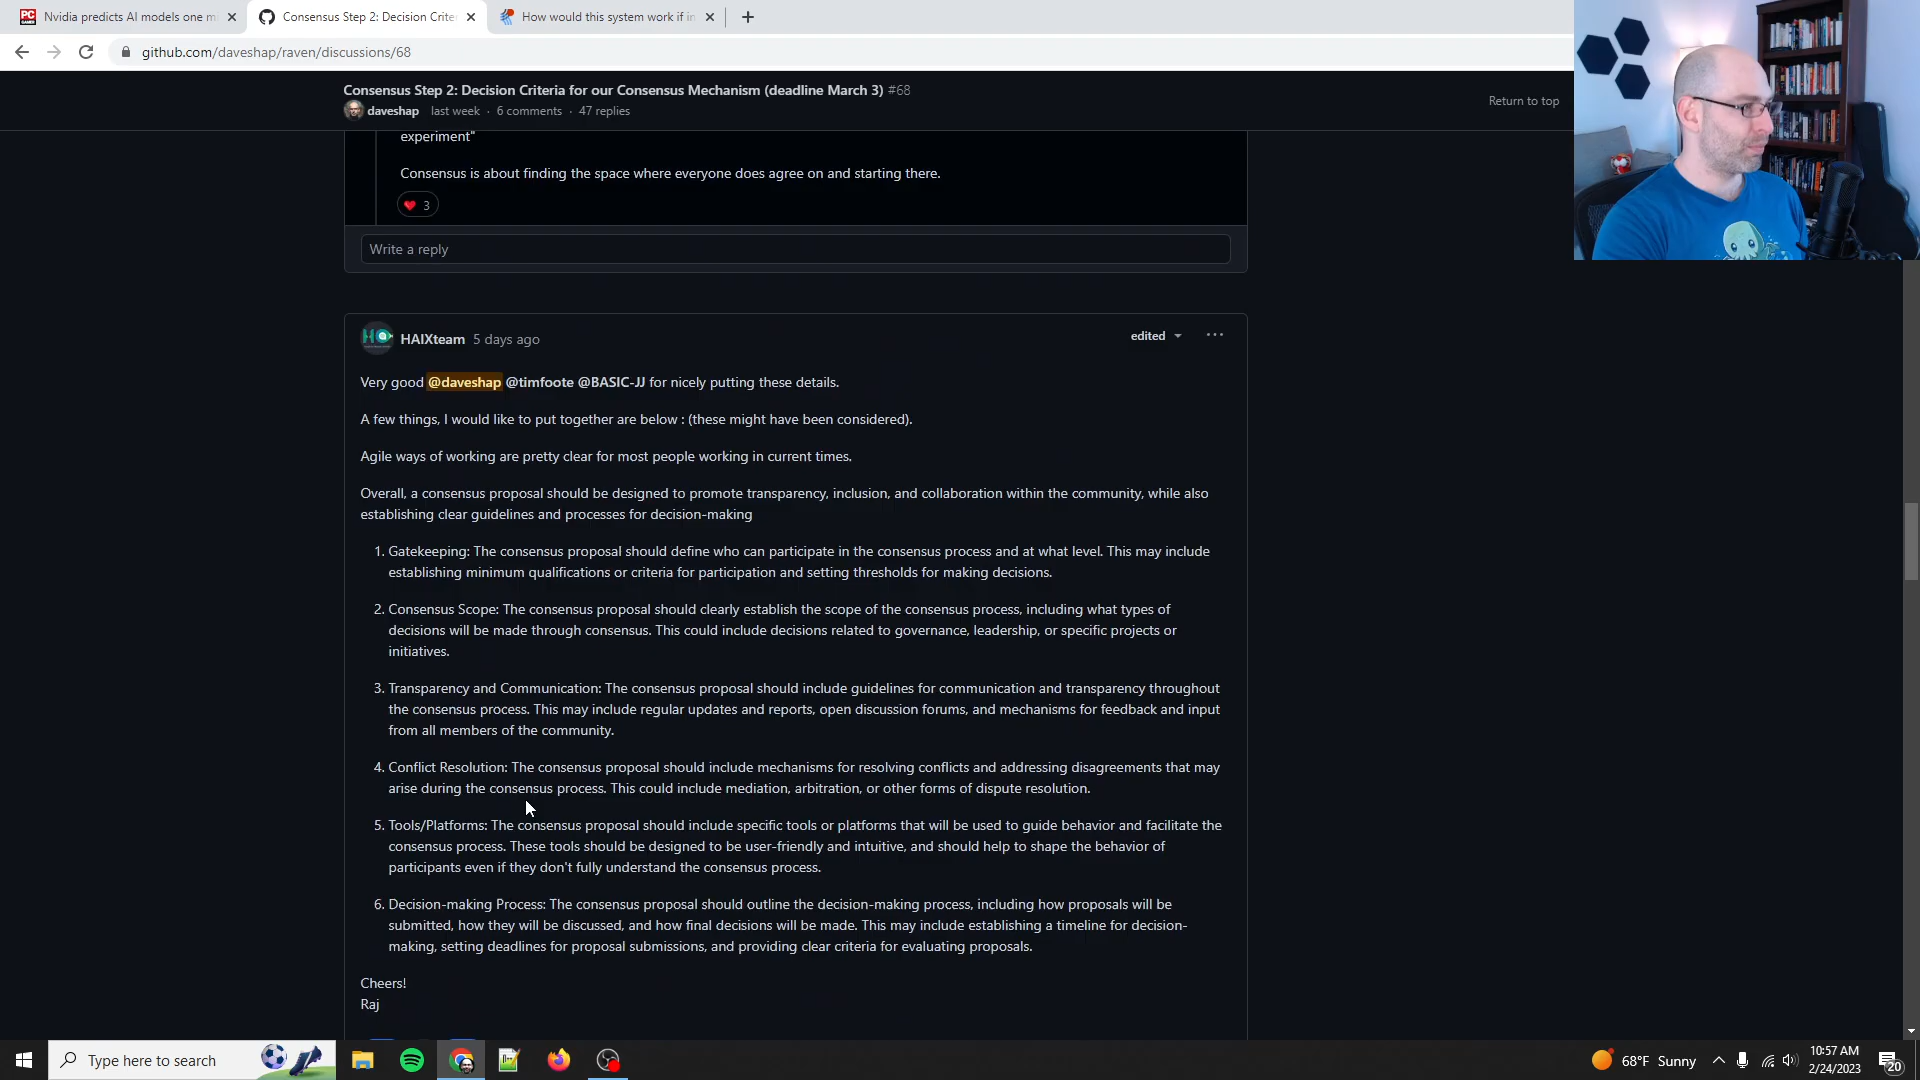 Nvidia predicts AI models one m
Consensus Step 2: Decision Crite
How would this system work if in
github.com/daveshap/raven/discussions/68
Consensus Step 2: Decision Criteria for our Consensus Mechanism (deadline March 3) #68
daveshap last week · 6 comments · 47 replies
Return to top
experiment"
Consensus is about finding the space where everyone does agree on and starting there.
3
Write a reply
HAIXteam 5 days ago
edited
Very good @daveshap @timfoote @BASIC-JJ for nicely putting these details.
A few things, I would like to put together are below : (these might have been considered).
Agile ways of working are pretty clear for most people working in current times.
Overall, a consensus proposal should be designed to promote transparency, inclusion, and collaboration within the community, while also
establishing clear guidelines and processes for decision-making
1. Gatekeeping: The consensus proposal should define who can participate in the consensus process and at what level. This may include
establishing minimum qualifications or criteria for participation and setting thresholds for making decisions.
2. Consensus Scope: The consensus proposal should clearly establish the scope of the consensus process, including what types of
decisions will be made through consensus. This could include decisions related to governance, leadership, or specific projects or
initiatives.
3. Transparency and Communication: The consensus proposal should include guidelines for communication and transparency throughout
the consensus process. This may include regular updates and reports, open discussion forums, and mechanisms for feedback and input
from all members of the community.
4. Conflict Resolution: The consensus proposal should include mechanisms for resolving conflicts and addressing disagreements that may
arise during the consensus process. This could include mediation, arbitration, or other forms of dispute resolution.
5. Tools/Platforms: The consensus proposal should include specific tools or platforms that will be used to guide behavior and facilitate the
consensus process. These tools should be designed to be user-friendly and intuitive, and should help to shape the behavior of
participants even if they don't fully understand the consensus process.
6. Decision-making Process: The consensus proposal should outline the decision-making process, including how proposals will be
submitted, how they will be discussed, and how final decisions will be made. This may include establishing a timeline for decision-
making, setting deadlines for proposal submissions, and providing clear criteria for evaluating proposals.
Cheers!
Raj
Type here to search
68°F Sunny
10:57 AM
2/24/2023
20